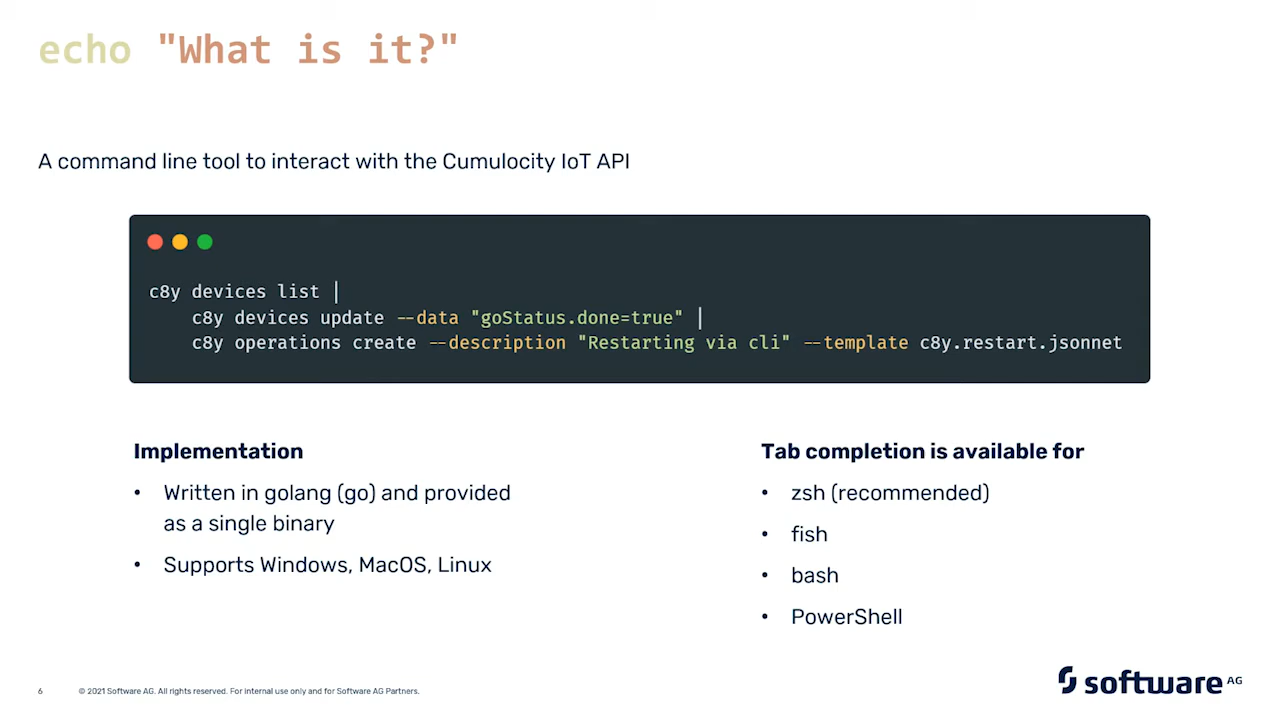 echo "What is it?"
A command line tool to interact with the Cumulocity IoT API
c8y devices list |
c8y devices update --data "goStatus.done=true" |
c8y operations create --description "Restarting via cli" --template c8y.restart.jsonnet
Implementation
• Written in golang (go) and provided
as a single binary
• Supports Windows, MacOS, Linux
Tab completion is available for
• zsh (recommended)
• fish
• bash
• PowerShell
6 © 2021 Software AG. All rights reserved. For internal use only and for Software AG Partners.
software AG